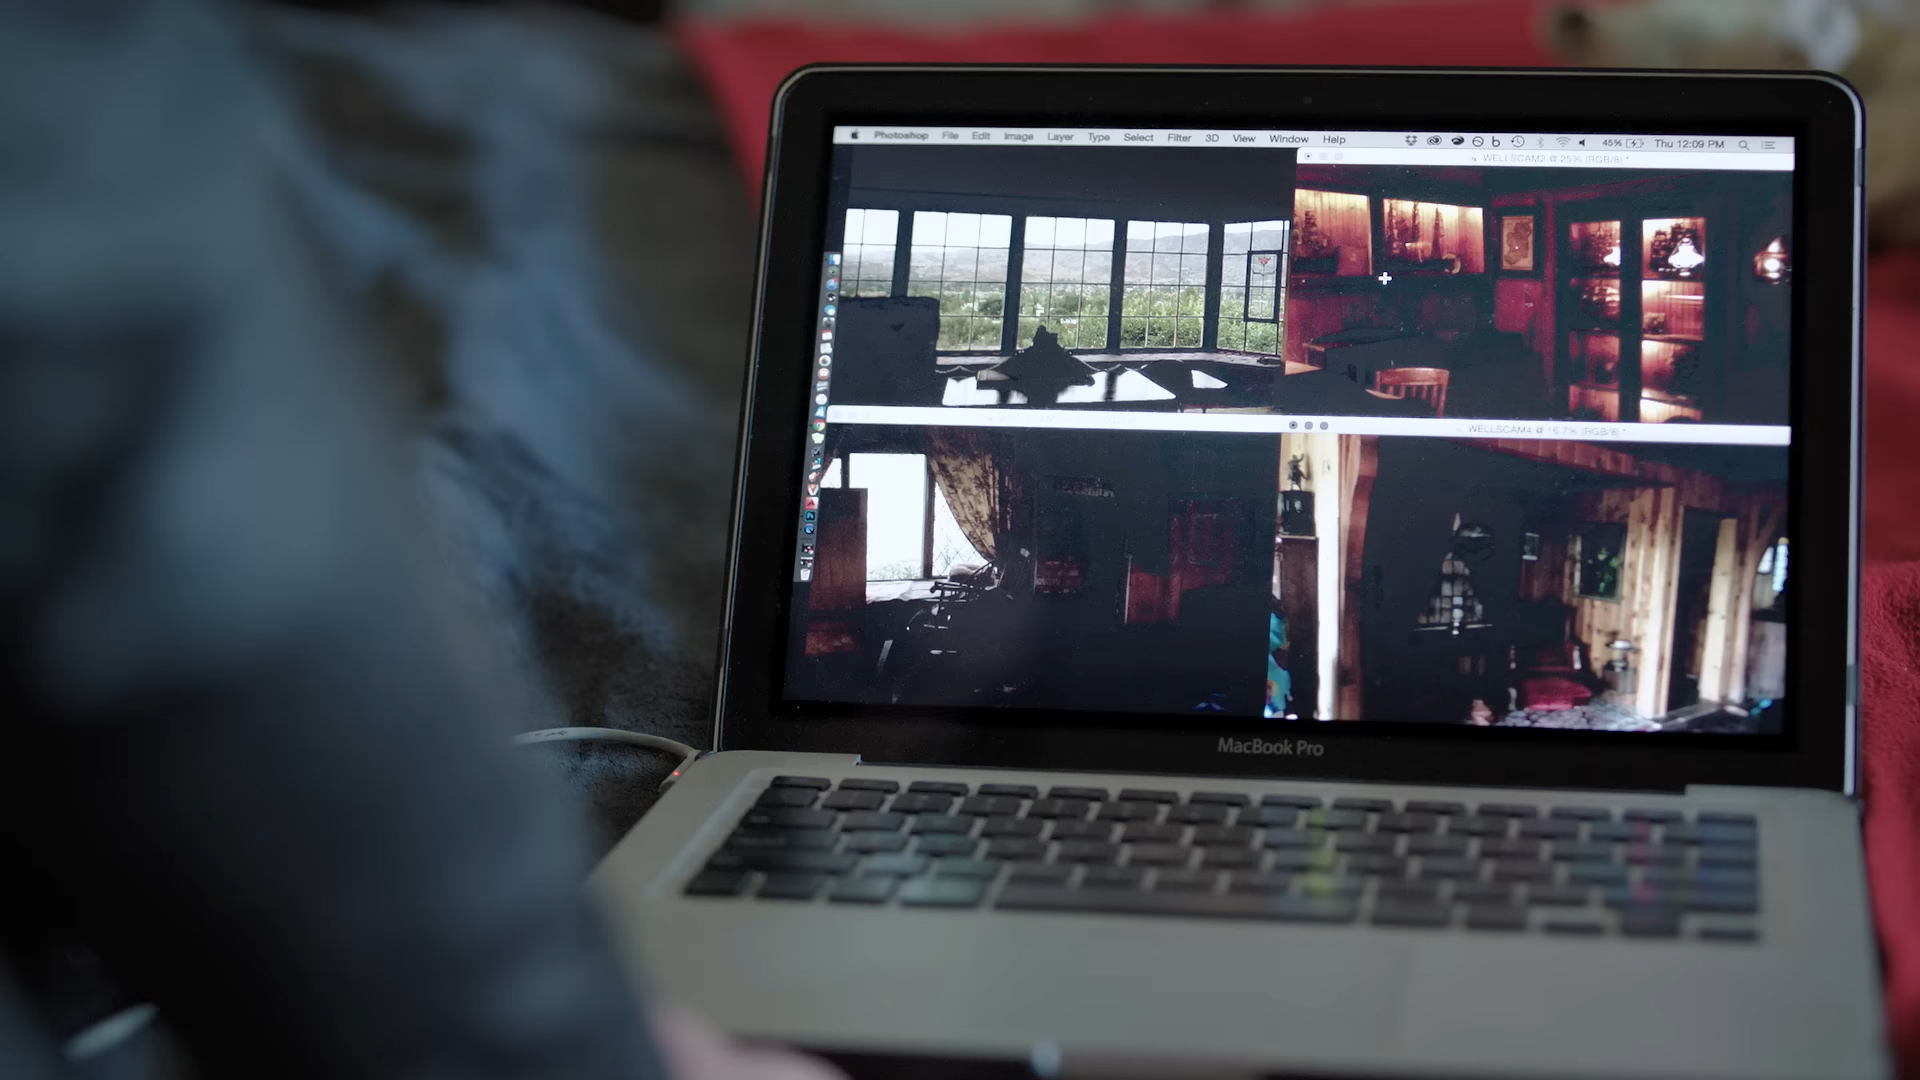 Photoshop File Edit Image Layer Type Select Filter 3D View Window Help 45% Thu 12:09 PM
WELLSCAM2 @ 25% (RGB/8) *
WELLSCAM4 @ 16.7% (RGB/8) *
MacBook Pro